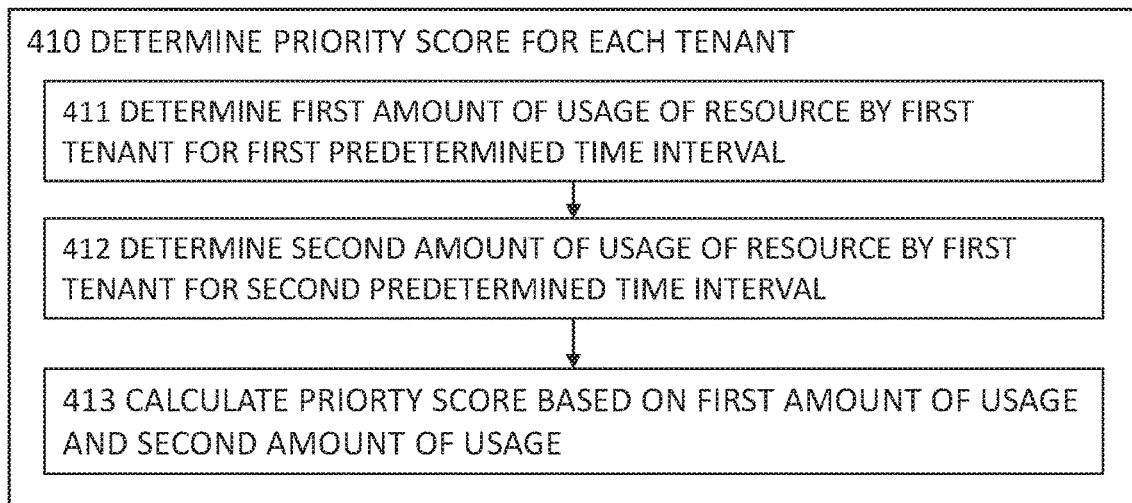 410 DETERMINE PRIORITY SCORE FOR EACH TENANT
411 DETERMINE FIRST AMOUNT OF USAGE OF RESOURCE BY FIRST
TENANT FOR FIRST PREDETERMINED TIME INTERVAL
412 DETERMINE SECOND AMOUNT OF USAGE OF RESOURCE BY FIRST
TENANT FOR SECOND PREDETERMINED TIME INTERVAL
413 CALCULATE PRIORTY SCORE BASED ON FIRST AMOUNT OF USAGE
AND SECOND AMOUNT OF USAGE